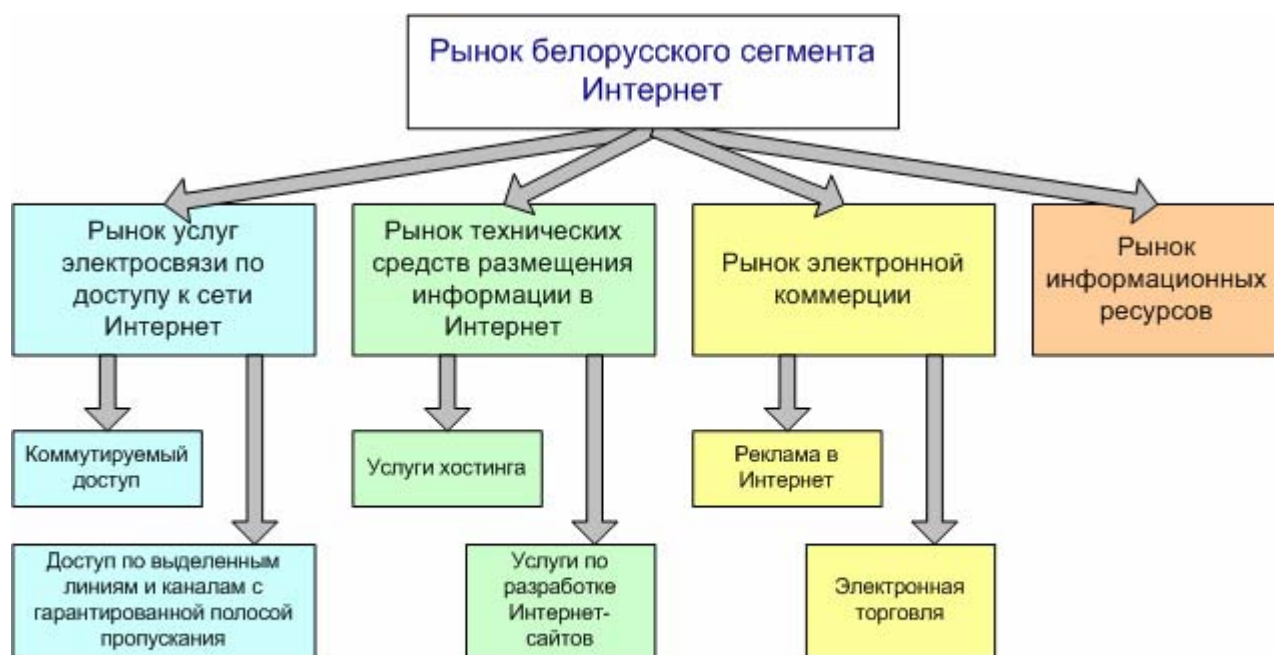 Рынок белорусского сегмента
Интернет
Рынок услуг
электросвязи по
доступу к сети
Интернет
Рынок технических
средств размещения
информации в
Интернет
Рынок электронной
коммерции
Рынок
информационных
ресурсов
Коммутируемый
доступ
Услуги хостинга
Реклама в
Интернет
Доступ по выделенным
линиям и каналам с
гарантированной полосой
пропускания
Услуги по
разработке
Интернет-
сайтов
Электронная
торговля